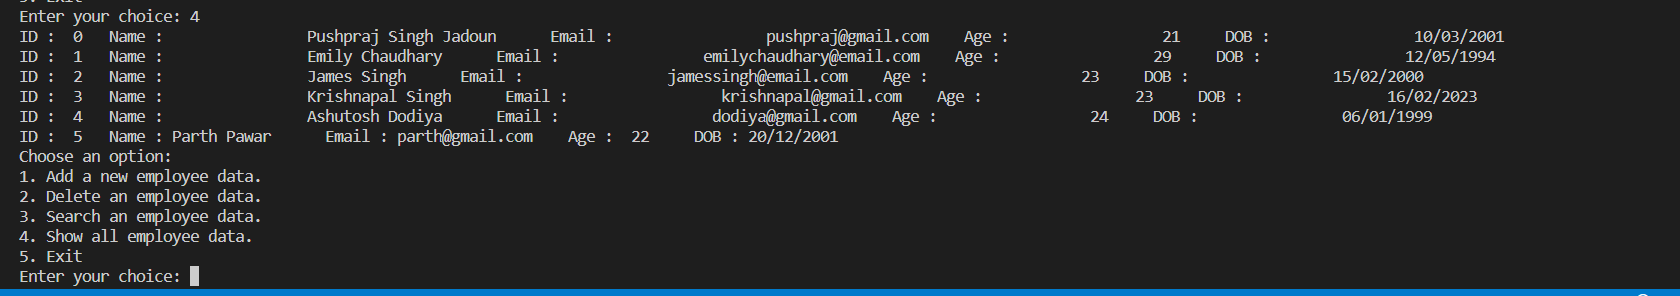 Enter your choice: 4
ID :  0   Name :                Pushpraj Singh Jadoun      Email :                 pushpraj@gmail.com    Age :                 21     DOB :                10/03/2001
ID :  1   Name :                Emily Chaudhary      Email :                emilychaudhary@email.com    Age :                 29     DOB :                12/05/1994
ID :  2   Name :                James Singh      Email :                jamessingh@email.com    Age :                 23     DOB :                15/02/2000
ID :  3   Name :                Krishnapal Singh      Email :                 krishnapal@gmail.com    Age :                 23     DOB :                16/02/2023
ID :  4   Name :                Ashutosh Dodiya      Email :                 dodiya@gmail.com    Age :                 24     DOB :                06/01/1999
ID :  5   Name : Parth Pawar      Email : parth@gmail.com    Age :  22     DOB : 20/12/2001
Choose an option:
1. Add a new employee data.
2. Delete an employee data.
3. Search an employee data.
4. Show all employee data.
5. Exit
Enter your choice: